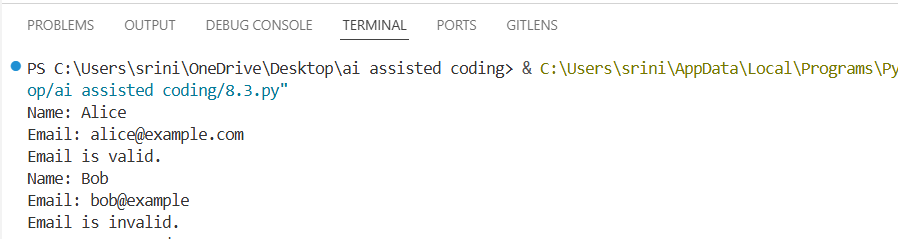 PROBLEMS OUTPUT DEBUG CONSOLE TERMINAL PORTS GITLENS
PS C:\Users\srini\OneDrive\Desktop\ai assisted coding> & C:\Users\srini\AppData\Local\Programs\Py
op/ai assisted coding/8.3.py"
Name: Alice
Email: alice@example.com
Email is valid.
Name: Bob
Email: bob@example
Email is invalid.